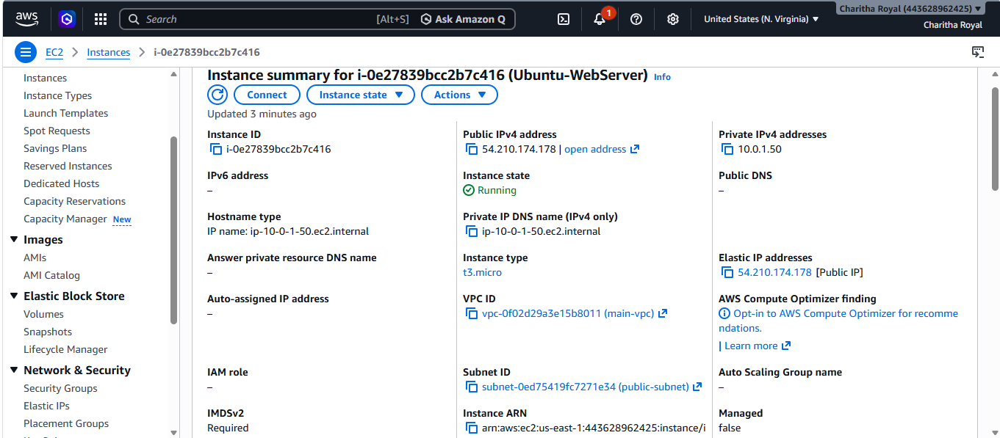 aws
Search [Alt+S] Ask Amazon Q
1
United States (N. Virginia) ▼
Charitha Royal (443628962425) ▼
Charitha Royal
EC2 > Instances > i-0e27839bcc2b7c416
Instances
Instance Types
Launch Templates
Spot Requests
Savings Plans
Reserved Instances
Dedicated Hosts
Capacity Reservations
Capacity Manager New
▼ Images
AMIs
AMI Catalog
▼ Elastic Block Store
Volumes
Snapshots
Lifecycle Manager
▼ Network & Security
Security Groups
Elastic IPs
Placement Groups
Instance summary for i-0e27839bcc2b7c416 (Ubuntu-WebServer) Info
Connect
Instance state ▼
Actions ▼
Updated 3 minutes ago
Instance ID
i-0e27839bcc2b7c416
Public IPv4 address
54.210.174.178 | open address
Private IPv4 addresses
10.0.1.50
IPv6 address
–
Instance state
Running
Public DNS
–
Hostname type
IP name: ip-10-0-1-50.ec2.internal
Private IP DNS name (IPv4 only)
ip-10-0-1-50.ec2.internal
Answer private resource DNS name
–
Instance type
t3.micro
Elastic IP addresses
54.210.174.178 [Public IP]
Auto-assigned IP address
–
VPC ID
vpc-0f02d29a3e15b8011 (main-vpc)
AWS Compute Optimizer finding
Opt-in to AWS Compute Optimizer for recomme
ndations.
| Learn more
IAM role
–
Subnet ID
subnet-0ed75419fc7271e34 (public-subnet)
Auto Scaling Group name
–
IMDSv2
Required
Instance ARN
arn:aws:ec2:us-east-1:443628962425:instance/i
Managed
false